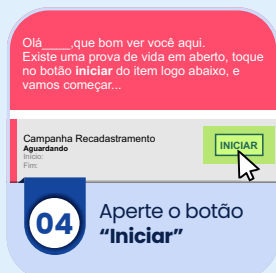 Olá____,que bom ver você aqui.
Existe uma prova de vida em aberto, toque
no botão iniciar do item logo abaixo, e
vamos começar...
Campanha Recadastramento
Aguardando
Início:
Fim:
INICIAR
04
Aperte o botão
“Iniciar”